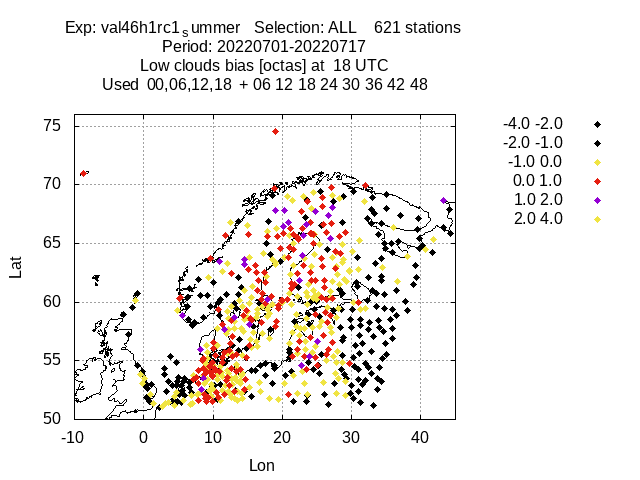 Exp: val46h1rc1summer Selection: ALL 621 stations
Period: 20220701-20220717
Low clouds bias [octas] at 18 UTC
Used 00,06,12,18 + 06 12 18 24 30 36 42 48
75
70
65
60
55
50
-10 0 10 20 30 40
Lat
Lon
-4.0 -2.0
-2.0 -1.0
-1.0 0.0
0.0 1.0
1.0 2.0
2.0 4.0